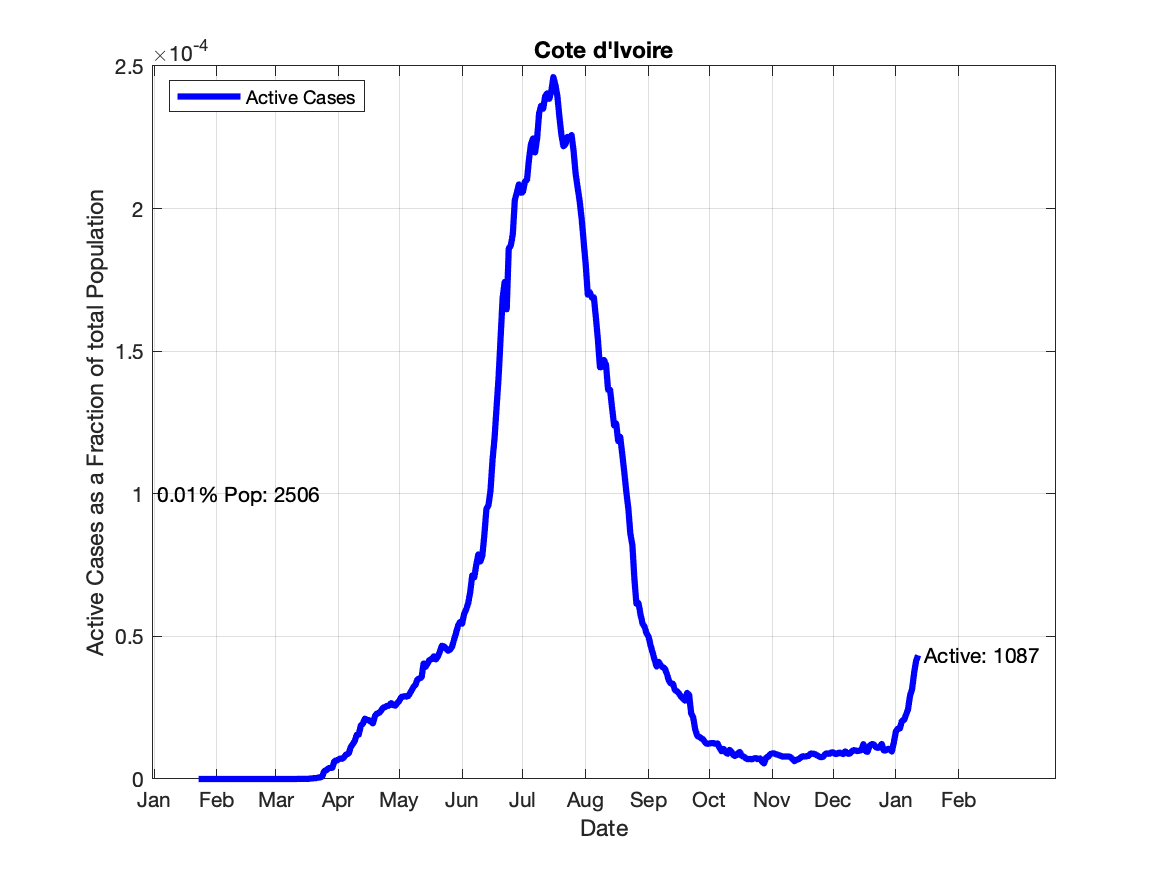 Cote d'Ivoire
×10⁻⁴
2.5
2
1.5
1
0.5
0
Active Cases as a Fraction of total Population
Active Cases
0.01% Pop: 2506
Active: 1087
Jan Feb Mar Apr May Jun Jul Aug Sep Oct Nov Dec Jan Feb
Date